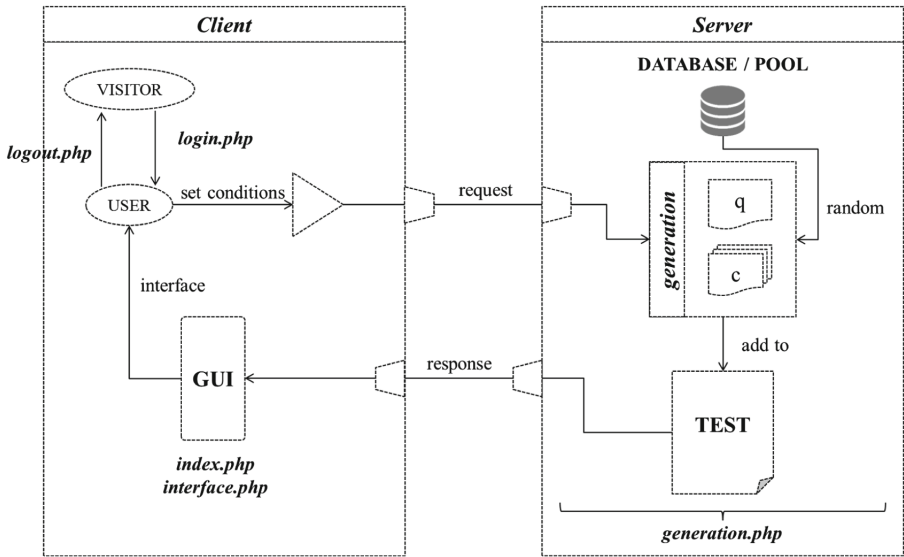 Client
VISITOR
logout.php
login.php
USER
set conditions
interface
GUI
index.php
interface.php
request
response
Server
DATABASE / POOL
generation
q
c
random
add to
TEST
generation.php